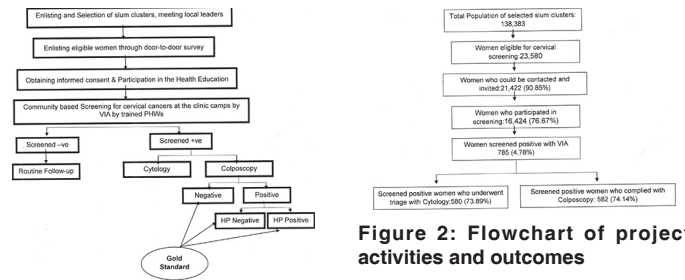 Enlisting and Selection of slum clusters, meeting local leaders
Enlisting eligible women through door-to-door survey
Obtaining informed consent & Participation in the Health Education
Community based Screening for cervical cancers at the clinic camps by
VIA by trained PHWs
Screened –ve
Screened +ve
Routine Follow-up
Cytology
Colposcopy
Negative
Positive
HP Negative
HP Positive
Gold
Standard
Total Population of selected slum clusters:
138,383
Women eligible for cervical
screening:23,580
Women who could be contacted and
invited:21,422 (90.85%)
Women who participated in
screening:16,424 (76.67%)
Women screened positive with VIA
785 (4.78%)
Screened positive women who underwent
triage with Cytology:580 (73.89%)
Screened positive women who complied with
Colposcopy: 582 (74.14%)
Figure 2: Flowchart of project
activities and outcomes